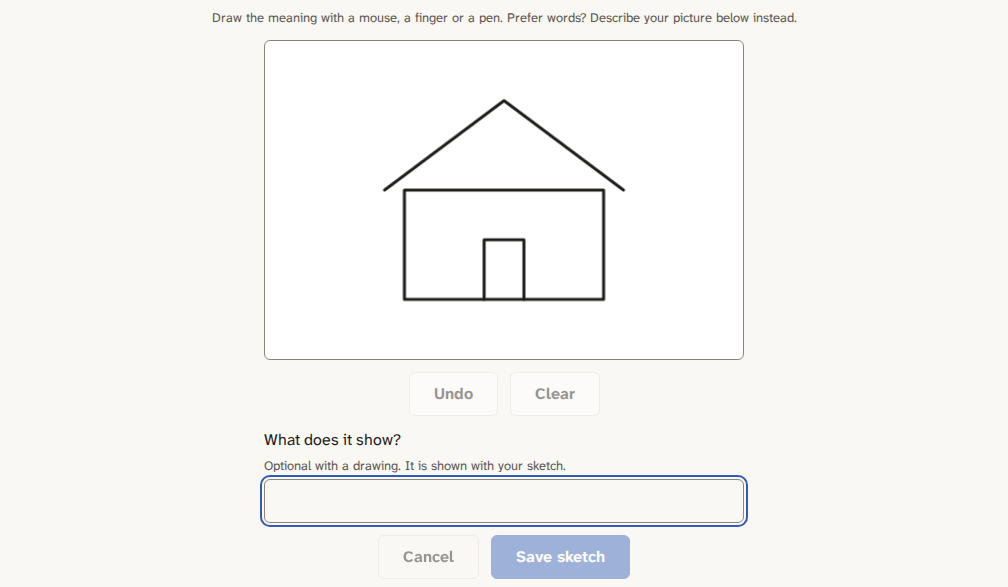 Draw the meaning with a mouse, a finger or a pen. Prefer words? Describe your picture below instead.
Undo
Clear
What does it show?
Optional with a drawing. It is shown with your sketch.
Cancel
Save sketch